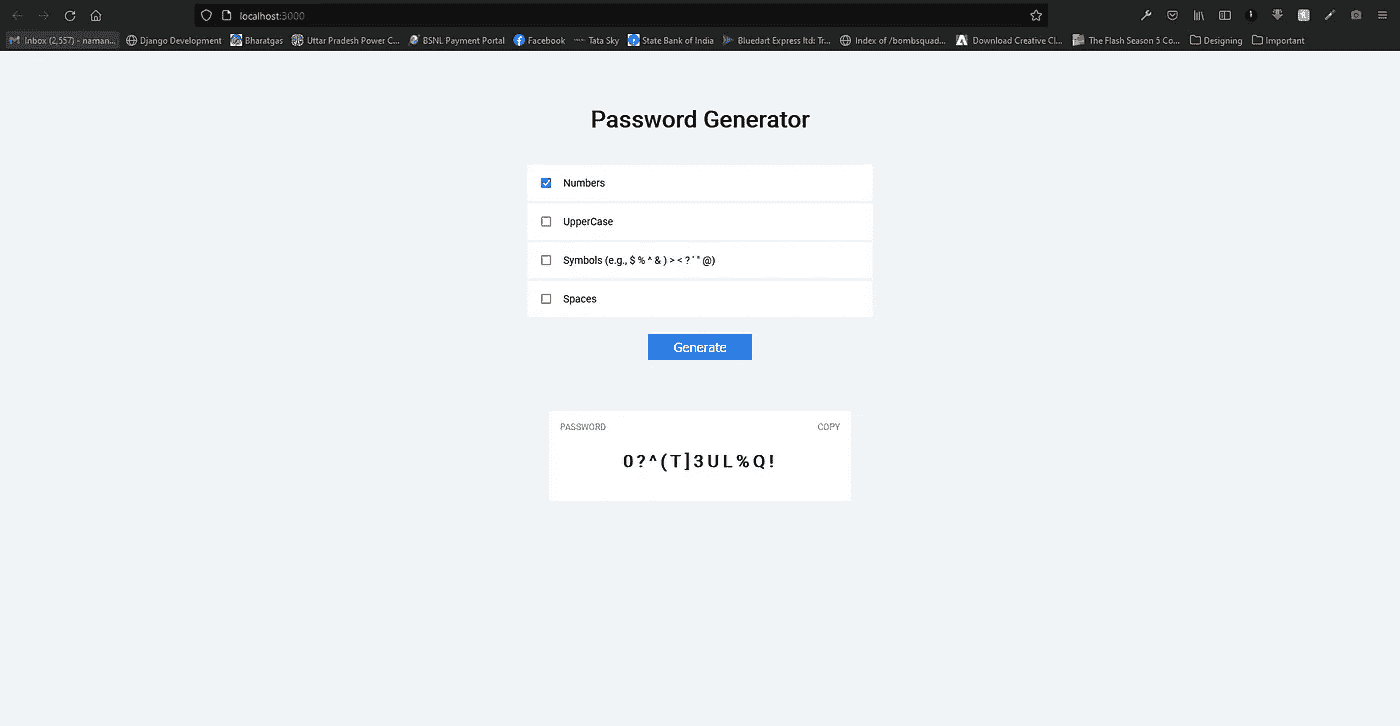 localhost:3000
Inbox (2,557) - naman... Django Development Bharatgas Uttar Pradesh Power C... BSNL Payment Portal Facebook Tata Sky State Bank of India Bluedart Express ltd: Tr... Index of /bombsquad... Download Creative Cl... The Flash Season 5 Co... Designing Important
Password Generator
Numbers
UpperCase
Symbols (e.g., $ % ^ & ) > < ? ' " @)
Spaces
Generate
PASSWORD COPY
0?^(T]3UL%Q!